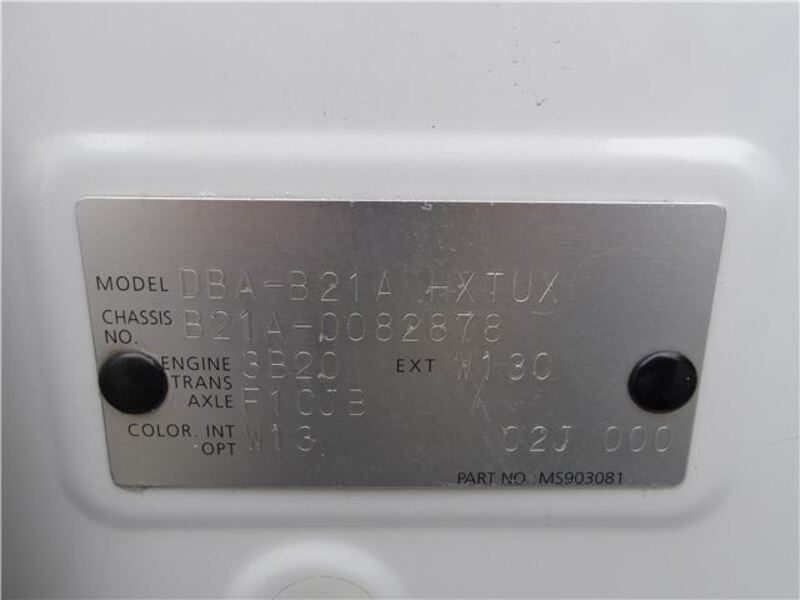 MODEL DBA-B21A HXTUX
CHASSIS NO. B21A-0082878
ENGINE 3B20 EXT W13C
TRANS AXLE F1CJB
COLOR. INT OPT W13 02J 000
PART NO.: MS903081